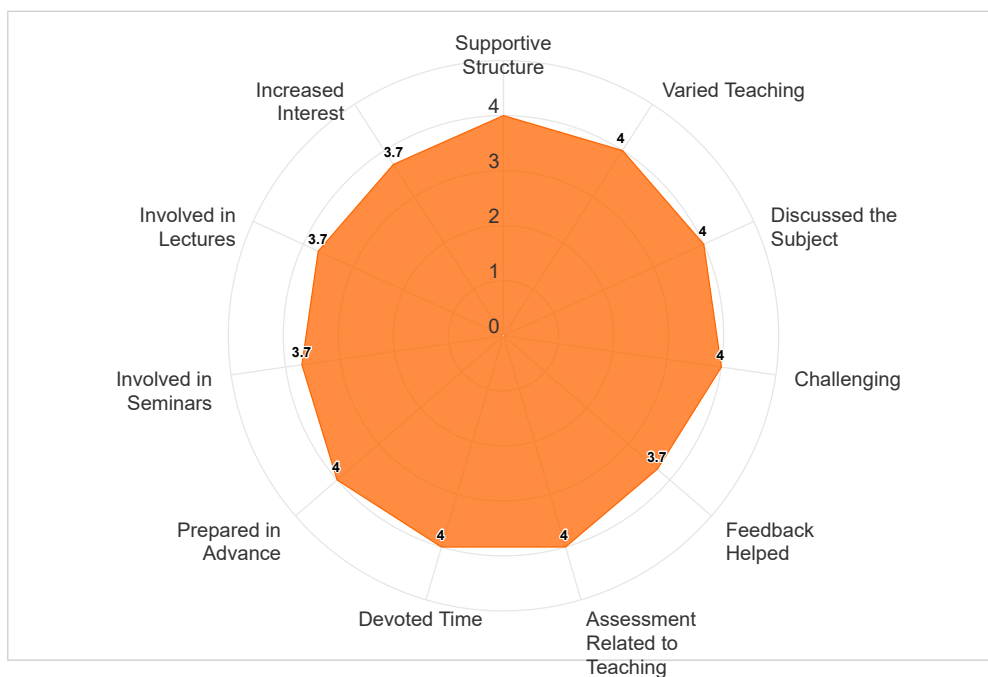 Supportive
Structure
Increased
Interest
Varied Teaching
4
4
3.7
3
Involved in
Lectures
Discussed the
Subject
3.7
4
2
1
0
3.7
4
Involved in
Seminars
Challenging
4
3.7
Prepared in
Advance
Feedback
Helped
4
4
Devoted Time
Assessment
Related to
Teaching